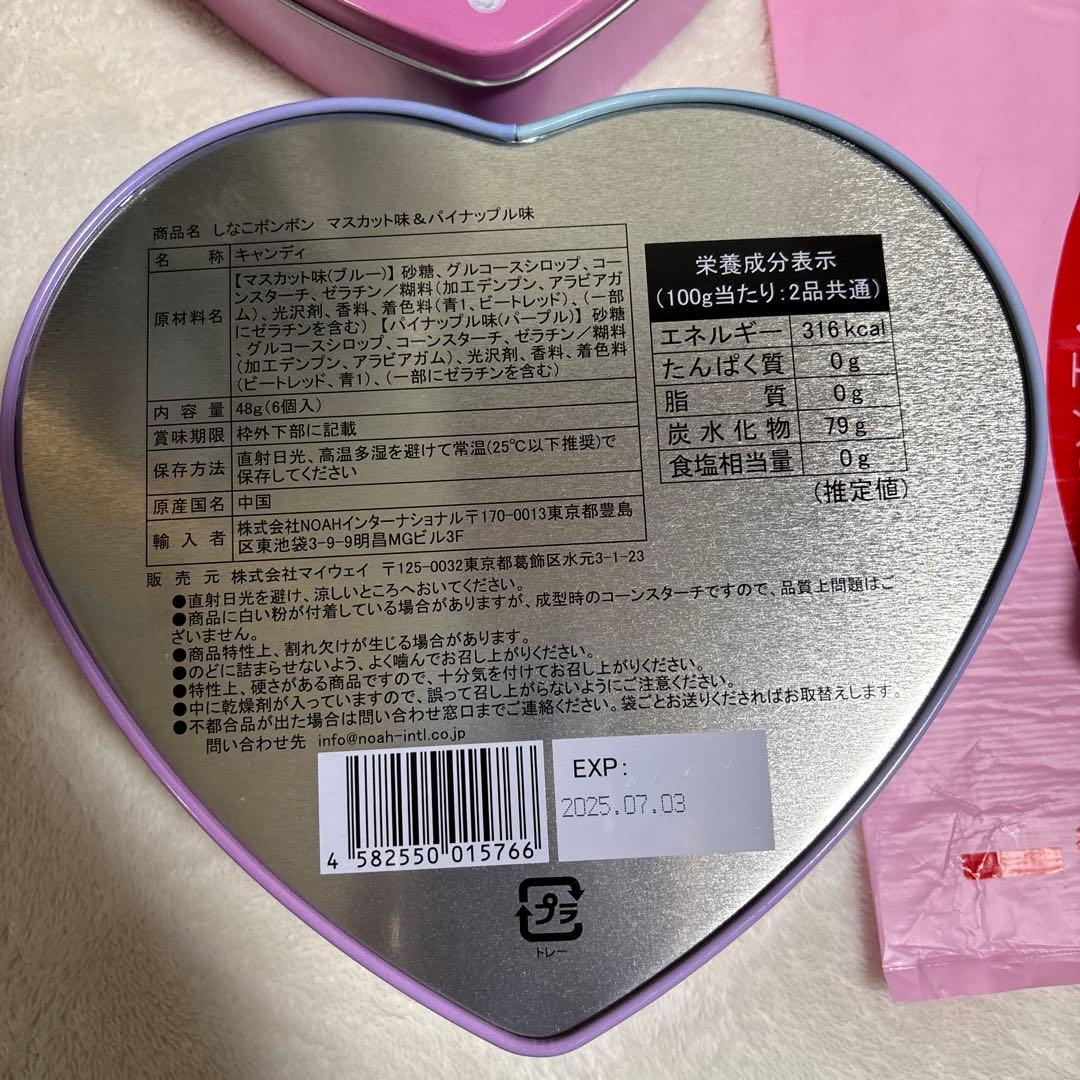 商品名 しなこボンボン マスカット味＆パイナップル味
名称 キャンディ
原材料名 【マスカット味(ブルー)】 砂糖、グルコースシロップ、コー
ンスターチ、ゼラチン／糊料(加工デンプン、アラビアガ
ム)、光沢剤、香料、着色料(青1、ビートレッド)、(一部
にゼラチンを含む) 【パイナップル味(パープル)】 砂糖
、グルコースシロップ、コーンスターチ、ゼラチン／糊料
(加工デンプン、アラビアガム)、光沢剤、香料、着色料
(ビートレッド、青1)、(一部にゼラチンを含む)
内容量 48g(6個入)
賞味期限 枠外下部に記載
保存方法 直射日光、高温多湿を避けて常温(25℃以下推奨)で
保存してください
原産国名 中国
輸入者 株式会社NOAHインターナショナル〒170-0013東京都豊島
区東池袋3-9-9明昌MGビル3F
販売元 株式会社マイウェイ 〒125-0032東京都葛飾区水元3-1-23
●直射日光を避け、涼しいところへおいてください。
●商品に白い粉が付着している場合がありますが、成型時のコーンスターチですので、品質上問題はご
ざいません。
●商品特性上、割れ欠けが生じる場合があります。
●のどに詰まらせないよう、よく噛んでお召し上がりください。
●特性上、硬さがある商品ですので、十分気を付けてお召し上がりください。
●中に乾燥剤が入っていますので、誤って召し上がらないようにご注意ください。
●不都合品が出た場合は問い合わせ窓口までご連絡ください。袋ごとお送りくださればお取替えします。
問い合わせ先 info@noah-intl.co.jp
栄養成分表示
(100g当たり:2品共通)
エネルギー 316kcal
たんぱく質 0g
脂質 0g
炭水化物 79g
食塩相当量 0g
(推定値)
4 582550 015766
EXP:
2025.07.03
プラ
トレー